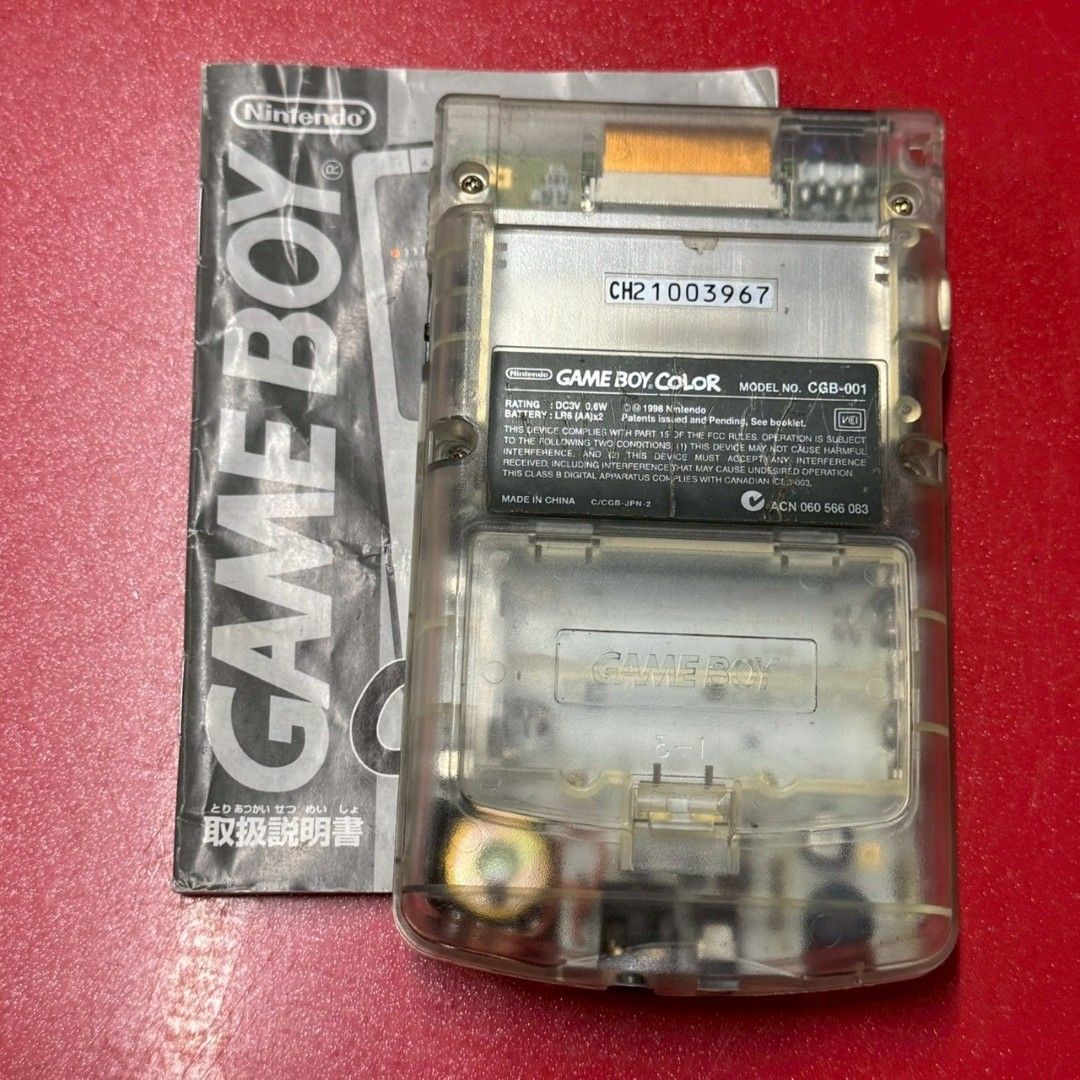 Nintendo®
GAME BOY®
とりあつかいせつめいしょ
取扱説明書
CH21003967
Nintendo GAME BOY COLOR MODEL NO. CGB-001
RATING : DC3V 0.6W
BATTERY : LR6 (AA)x2
©Ⓜ 1998 Nintendo
Patents issued and Pending, See booklet.
VCI
THIS DEVICE COMPLIES WITH PART 15 OF THE FCC RULES. OPERATION IS SUBJECT
TO THE FOLLOWING TWO CONDITIONS. (1) THIS DEVICE MAY NOT CAUSE HARMFUL
INTERFERENCE. AND (2) THIS DEVICE MUST ACCEPT ANY INTERFERENCE
RECEIVED, INCLUDING INTERFERENCE THAT MAY CAUSE UNDESIRED OPERATION.
THIS CLASS B DIGITAL APPARATUS COMPLIES WITH CANADIAN ICES-003.
MADE IN CHINA C/CGB-JPN-2
ACN 060 566 083
GAME BOY